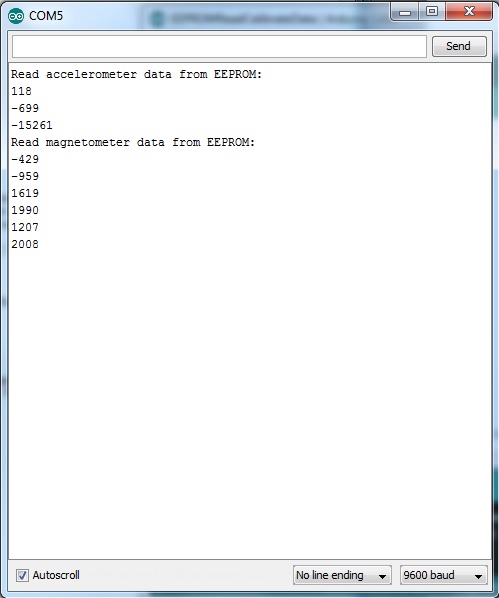 COM5
Send
Read accelerometer data from EEPROM:
118
-699
-15261
Read magnetometer data from EEPROM:
-429
-959
1619
1990
1207
2008
Autoscroll
No line ending
9600 baud